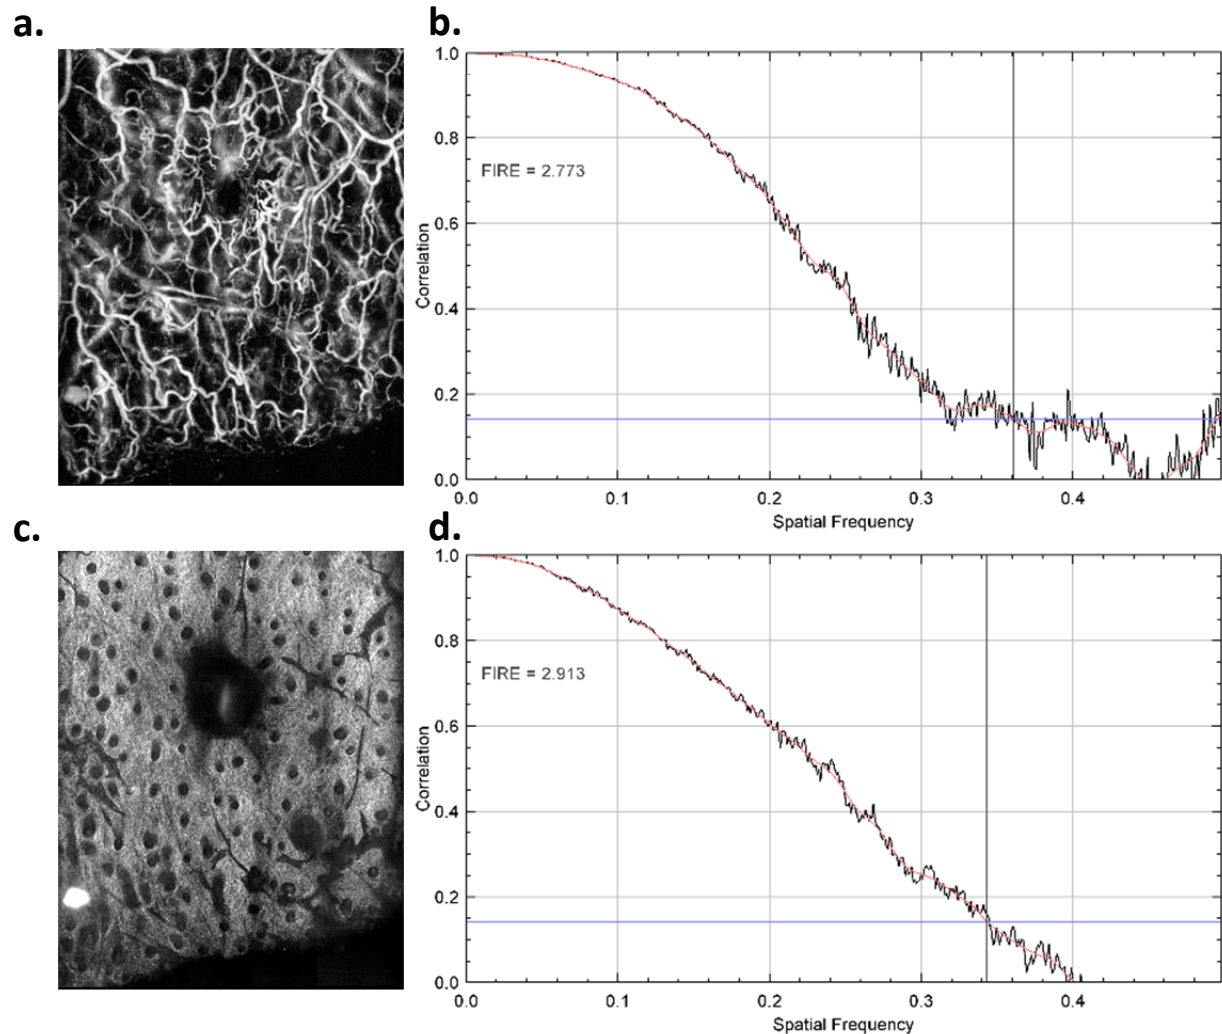 a.
b.
1.0
0.8
0.6
0.4
0.2
0.0
Correlation
FIRE = 2.773
0.0 0.1 0.2 0.3 0.4
Spatial Frequency
c.
d.
1.0
0.8
0.6
0.4
0.2
0.0
Correlation
FIRE = 2.913
0.0 0.1 0.2 0.3 0.4
Spatial Frequency